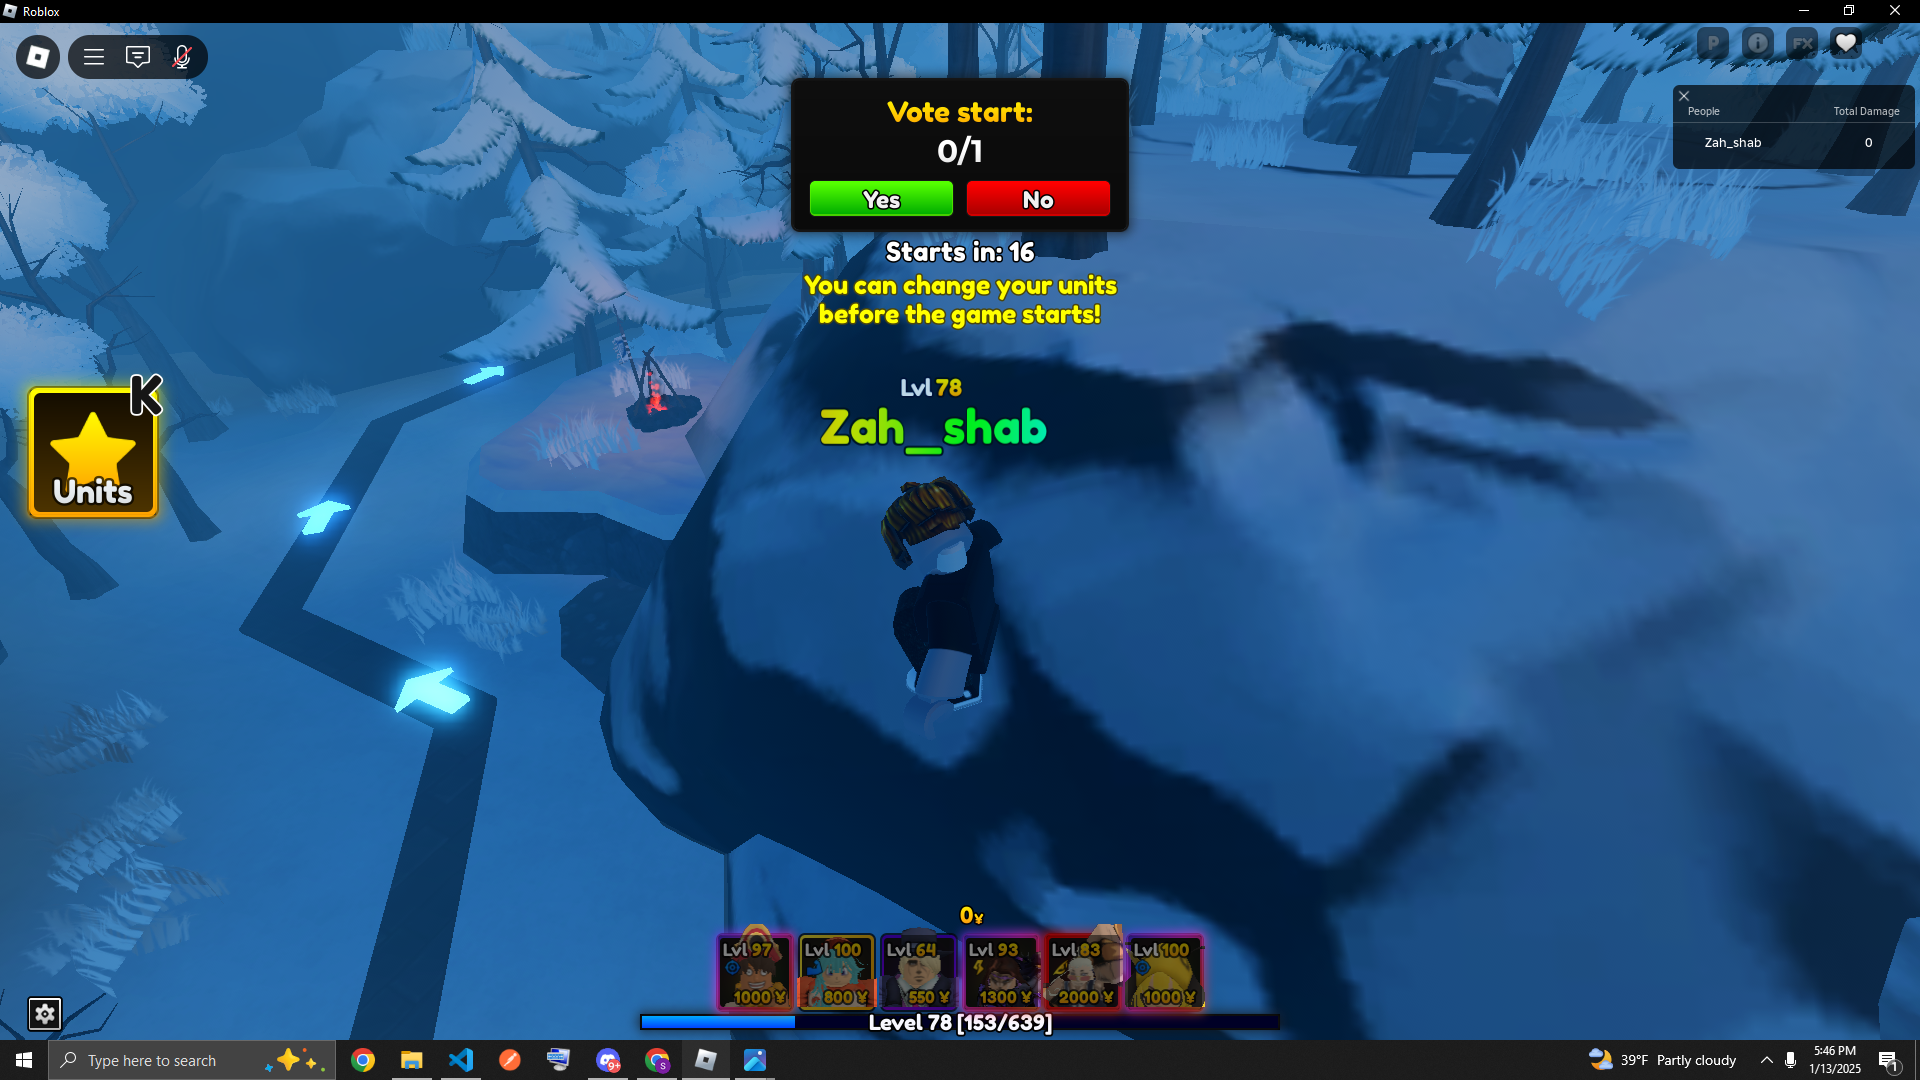 Roblox
P
FX
Vote start:
0/1
Yes
No
Starts in: 16
You can change your units
before the game starts!
People
Total Damage
Zah_shab
0
K
Units
Lvl 78
Zah_shab
0¥
Lvl 97
1000 ¥
Lvl 100
800 ¥
Lvl 64
550 ¥
Lvl 93
1300 ¥
Lvl 83
2000 ¥
Lvl 100
1000 ¥
Level 78 [153/639]
Type here to search
9+
S
39°F Partly cloudy
5:46 PM
1/13/2025
1